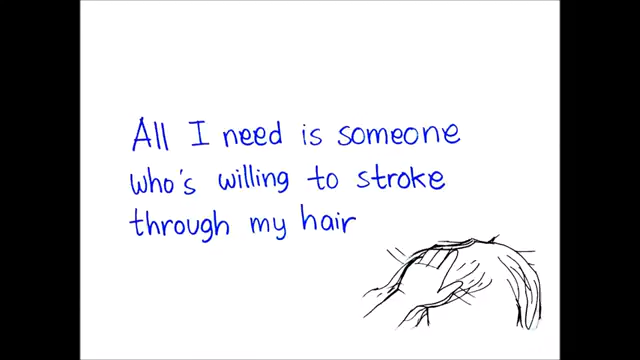 All I need is someone
who's willing to stroke
through my hair